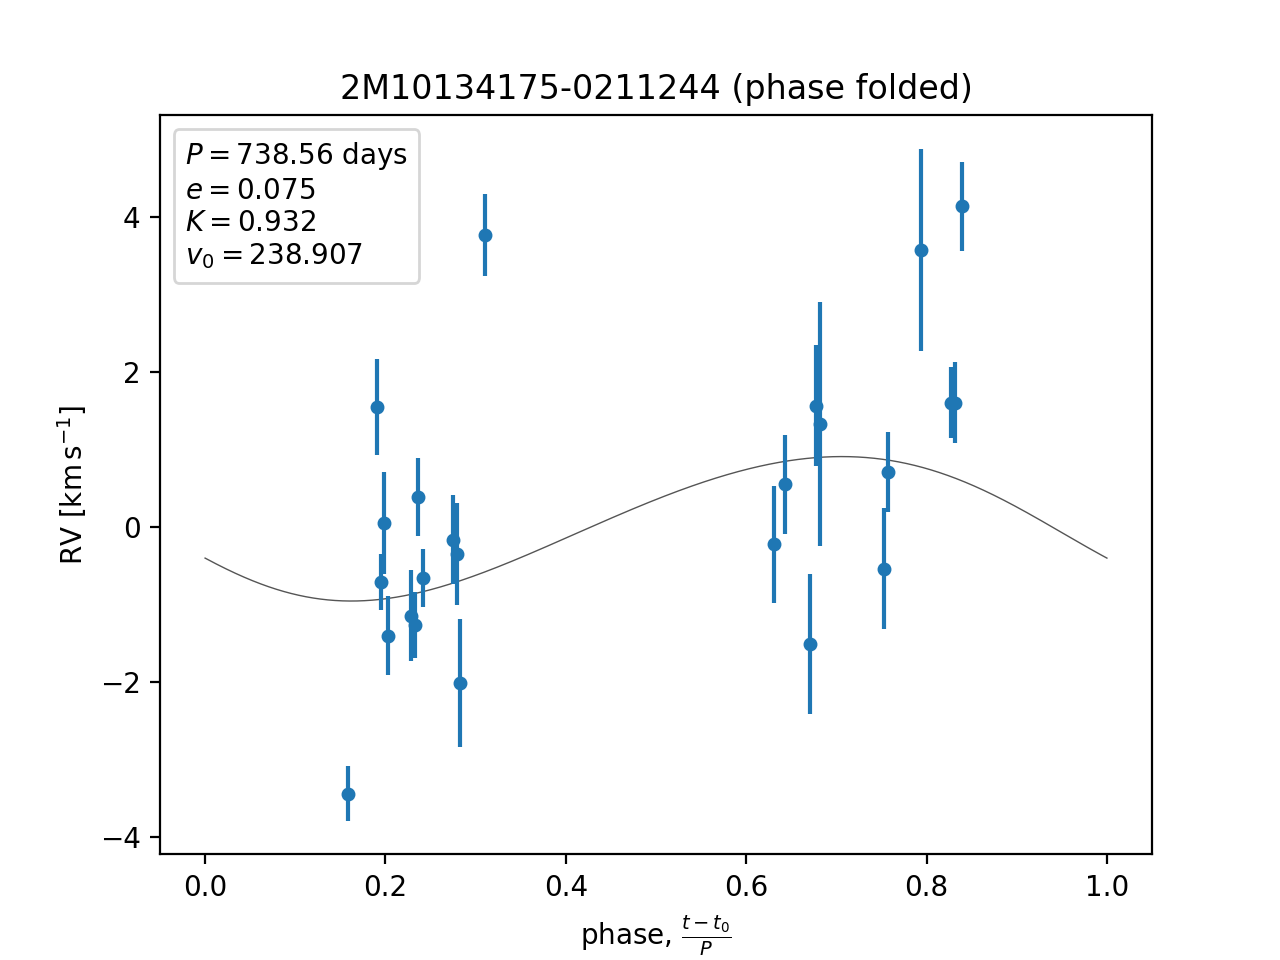 2M10134175-0211244 (phase folded)
P = 738.56 days
e = 0.075
K = 0.932
v₀ = 238.907
4
2
0
−2
−4
RV [km s⁻¹]
0.0 0.2 0.4 0.6 0.8 1.0
phase, (t − t₀)/P